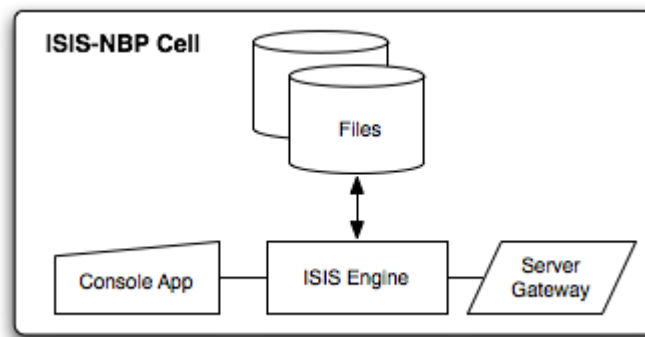 ISIS-NBP Cell
Files
Console App
ISIS Engine
Server
Gateway